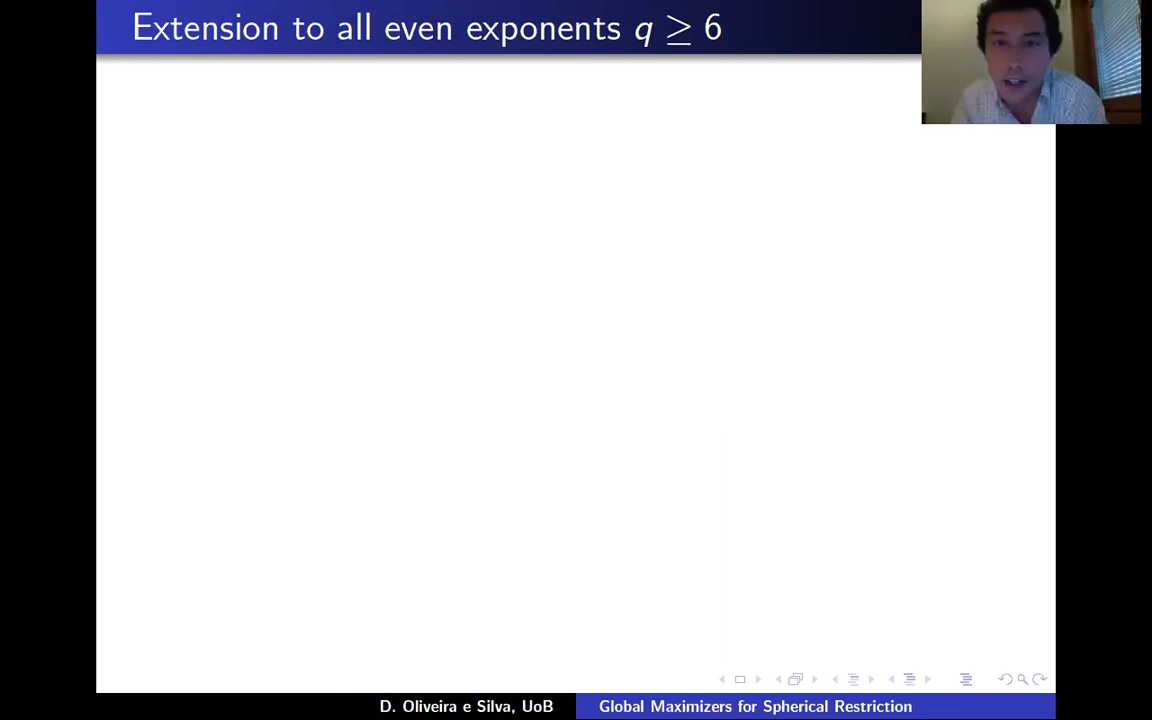 Extension to all even exponents q ≥ 6
D. Oliveira e Silva, UoB
Global Maximizers for Spherical Restriction